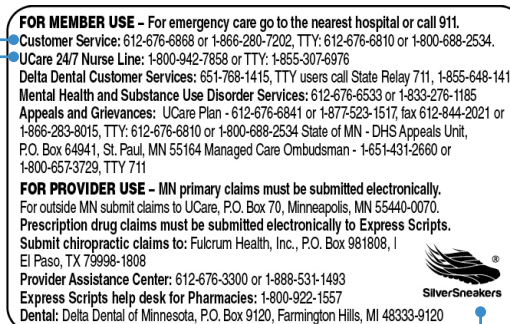 FOR MEMBER USE – For emergency care go to the nearest hospital or call 911.
Customer Service: 612-676-6868 or 1-866-280-7202, TTY: 612-676-6810 or 1-800-688-2534.
UCare 24/7 Nurse Line: 1-800-942-7858 or TTY: 1-855-307-6976
Delta Dental Customer Services: 651-768-1415, TTY users call State Relay 711, 1-855-648-141
Mental Health and Substance Use Disorder Services: 612-676-6533 or 1-833-276-1185
Appeals and Grievances: UCare Plan - 612-676-6841 or 1-877-523-1517, fax 612-844-2021 or
1-866-283-8015, TTY: 612-676-6810 or 1-800-688-2534 State of MN - DHS Appeals Unit,
P.O. Box 64941, St. Paul, MN 55164 Managed Care Ombudsman - 1-651-431-2660 or
1-800-657-3729, TTY 711
FOR PROVIDER USE – MN primary claims must be submitted electronically.
For outside MN submit claims to UCare, P.O. Box 70, Minneapolis, MN 55440-0070.
Prescription drug claims must be submitted electronically to Express Scripts.
Submit chiropractic claims to: Fulcrum Health, Inc., P.O. Box 981808,
El Paso, TX 79998-1808
Provider Assistance Center: 612-676-3300 or 1-888-531-1493
Express Scripts help desk for Pharmacies: 1-800-922-1557
Dental: Delta Dental of Minnesota, P.O. Box 9120, Farmington Hills, MI 48333-9120
SilverSneakers®